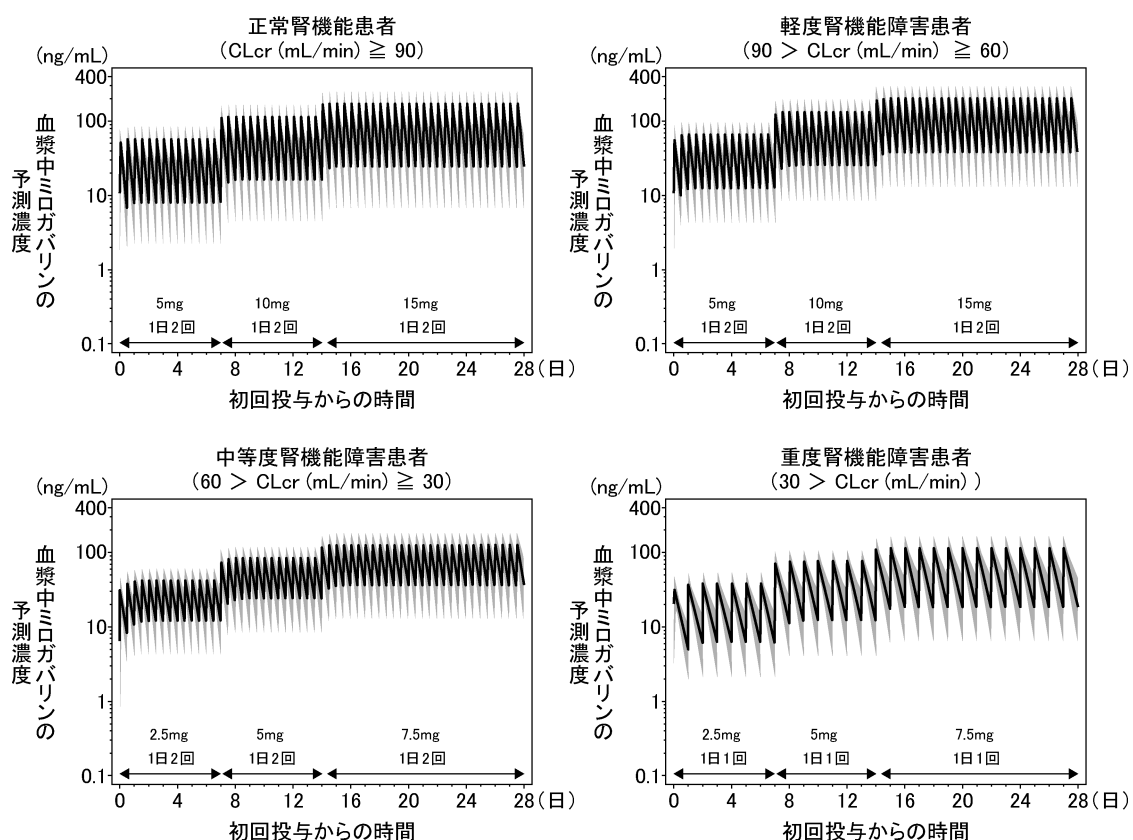 正常腎機能患者
(CLcr (mL/min) ≧ 90)
(ng/mL)
400
100
10
1
0.1
血漿中ミロガバリンの
予測濃度
5mg
1日2回
10mg
1日2回
15mg
1日2回
0 4 8 12 16 20 24 28(日)
初回投与からの時間
軽度腎機能障害患者
(90 > CLcr (mL/min) ≧ 60)
(ng/mL)
400
100
10
1
0.1
血漿中ミロガバリンの
予測濃度
5mg
1日2回
10mg
1日2回
15mg
1日2回
0 4 8 12 16 20 24 28(日)
初回投与からの時間
中等度腎機能障害患者
(60 > CLcr (mL/min) ≧ 30)
(ng/mL)
400
100
10
1
0.1
血漿中ミロガバリンの
予測濃度
2.5mg
1日2回
5mg
1日2回
7.5mg
1日2回
0 4 8 12 16 20 24 28(日)
初回投与からの時間
重度腎機能障害患者
(30 > CLcr (mL/min) )
(ng/mL)
400
100
10
1
0.1
血漿中ミロガバリンの
予測濃度
2.5mg
1日1回
5mg
1日1回
7.5mg
1日1回
0 4 8 12 16 20 24 28(日)
初回投与からの時間